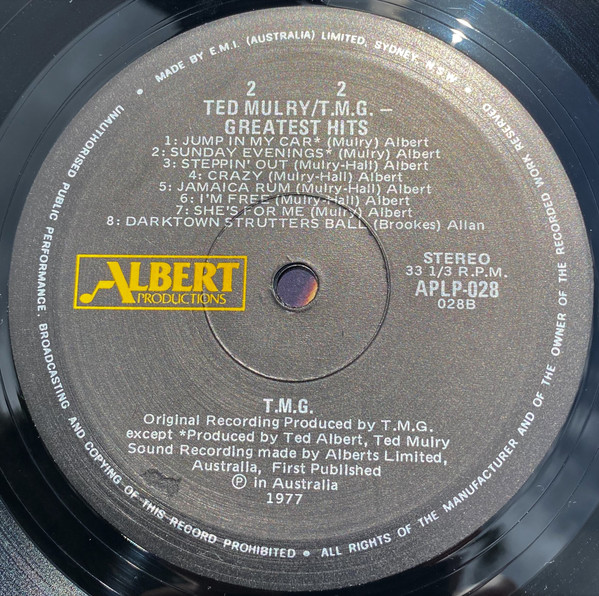 • MADE BY E.M.I. (AUSTRALIA) LIMITED, SYDNEY, N.S.W. •
2 2
TED MULRY/T.M.G. –
GREATEST HITS
1: JUMP IN MY CAR* (Mulry) Albert
2: SUNDAY EVENINGS* (Mulry) Albert
3: STEPPIN' OUT (Mulry-Hall) Albert
4: CRAZY (Mulry-Hall) Albert
5: JAMAICA RUM (Mulry-Hall) Albert
6: I'M FREE (Mulry-Hall) Albert
7: SHE'S FOR ME (Mulry) Albert
8: DARKTOWN STRUTTERS BALL (Brookes) Allan
ALBERT
PRODUCTIONS
STEREO
33 1/3 R.P.M.
APLP-028
028B
T.M.G.
Original Recording Produced by T.M.G.
except *Produced by Ted Albert, Ted Mulry
Sound Recording made by Alberts Limited,
Australia, First Published
Ⓟ in Australia
1977
UNAUTHORISED PUBLIC PERFORMANCE, BROADCASTING AND COPYING OF THIS RECORD PROHIBITED • ALL RIGHTS OF THE MANUFACTURER AND OF THE OWNER OF THE RECORDED WORK RESERVED